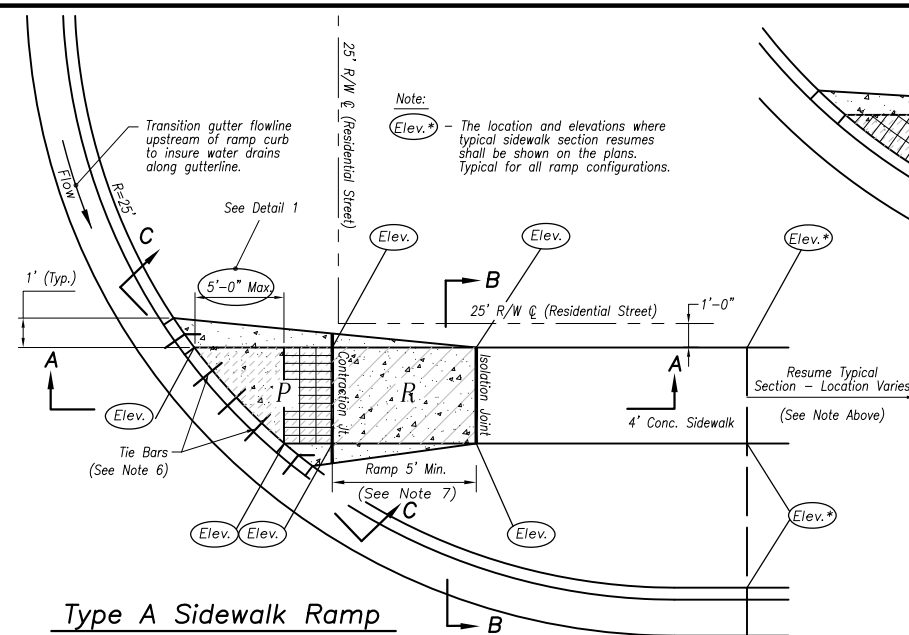 25' R/W ℄ (Residential Street)
Note:
Elev.* - The location and elevations where
typical sidewalk section resumes
shall be shown on the plans.
Typical for all ramp configurations.
Transition gutter flowline
upstream of ramp curb
to insure water drains
along gutterline.
Flow
R=25'
See Detail 1
C
Elev.
Elev.
Elev.*
1' (Typ.)
5'-0" Max.
B
25' R/W ℄ (Residential Street)
1'-0"
A
P
Contraction Jt.
R
Isolation Joint
A
Resume Typical
Section - Location Varies
(See Note Above)
Elev.
4' Conc. Sidewalk
Tie Bars
(See Note 6)
Ramp 5' Min.
(See Note 7)
C
Elev.
Elev.
Elev.
Elev.*
Type A Sidewalk Ramp
B